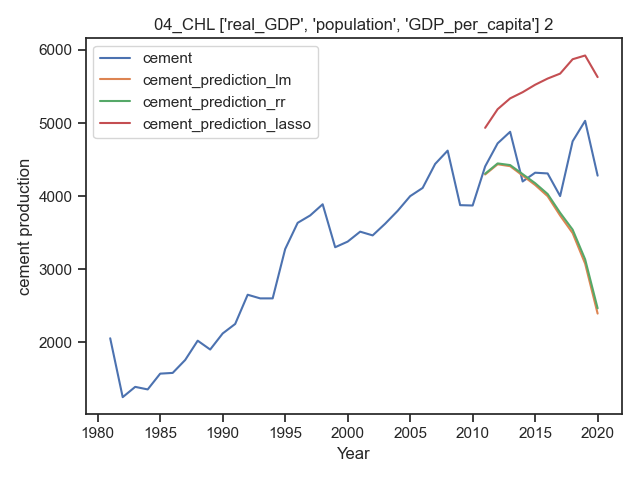 04_CHL ['real_GDP', 'population', 'GDP_per_capita'] 2
cement
cement_prediction_lm
cement_prediction_rr
cement_prediction_lasso
cement production
6000
5000
4000
3000
2000
1980 1985 1990 1995 2000 2005 2010 2015 2020
Year